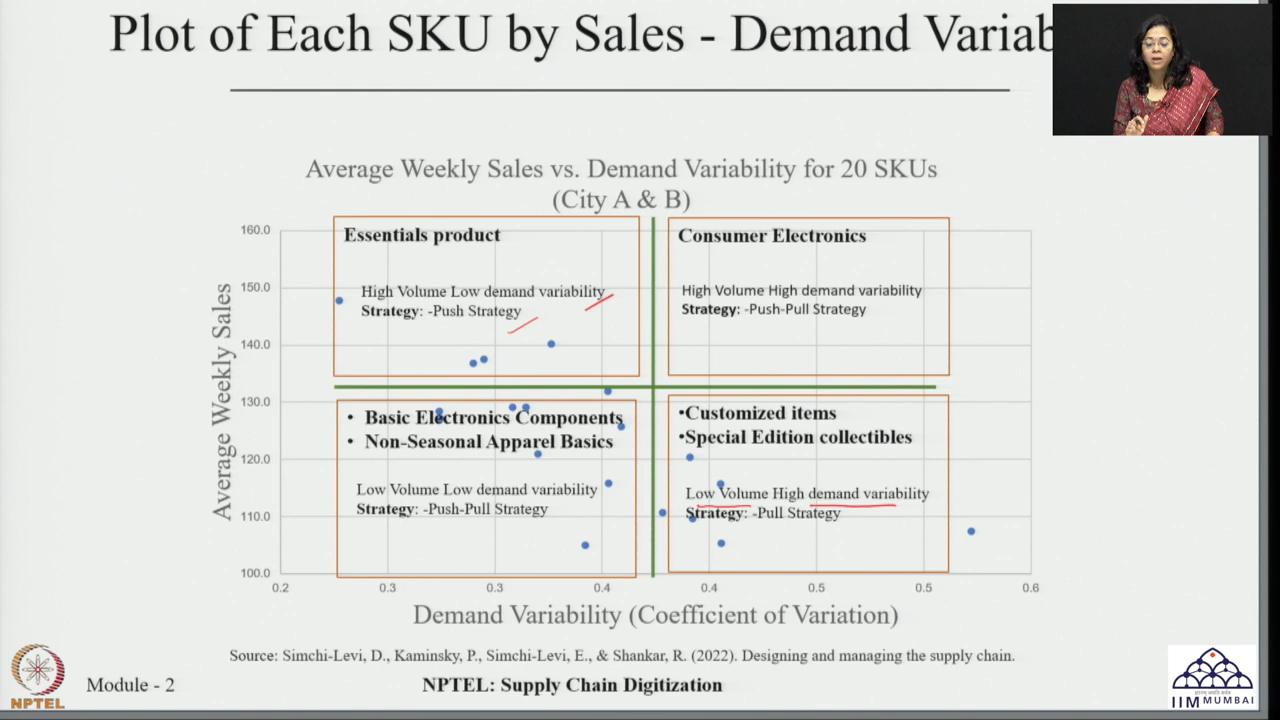 Plot of Each SKU by Sales - Demand Variab
Average Weekly Sales vs. Demand Variability for 20 SKUs
(City A & B)
160.0
150.0
140.0
130.0
120.0
110.0
100.0
Average Weekly Sales
Essentials product
High Volume Low demand variability
Strategy: -Push Strategy
Consumer Electronics
High Volume High demand variability
Strategy: -Push-Pull Strategy
• Basic Electronics Components
• Non-Seasonal Apparel Basics
Low Volume Low demand variability
Strategy: -Push-Pull Strategy
•Customized items
•Special Edition collectibles
Low Volume High demand variability
Strategy: -Pull Strategy
0.2 0.3 0.3 0.4 0.4 0.5 0.5 0.6
Demand Variability (Coefficient of Variation)
Source: Simchi-Levi, D., Kaminsky, P., Simchi-Levi, E., & Shankar, R. (2022). Designing and managing the supply chain.
NPTEL
Module - 2
NPTEL: Supply Chain Digitization
IIM MUMBAI